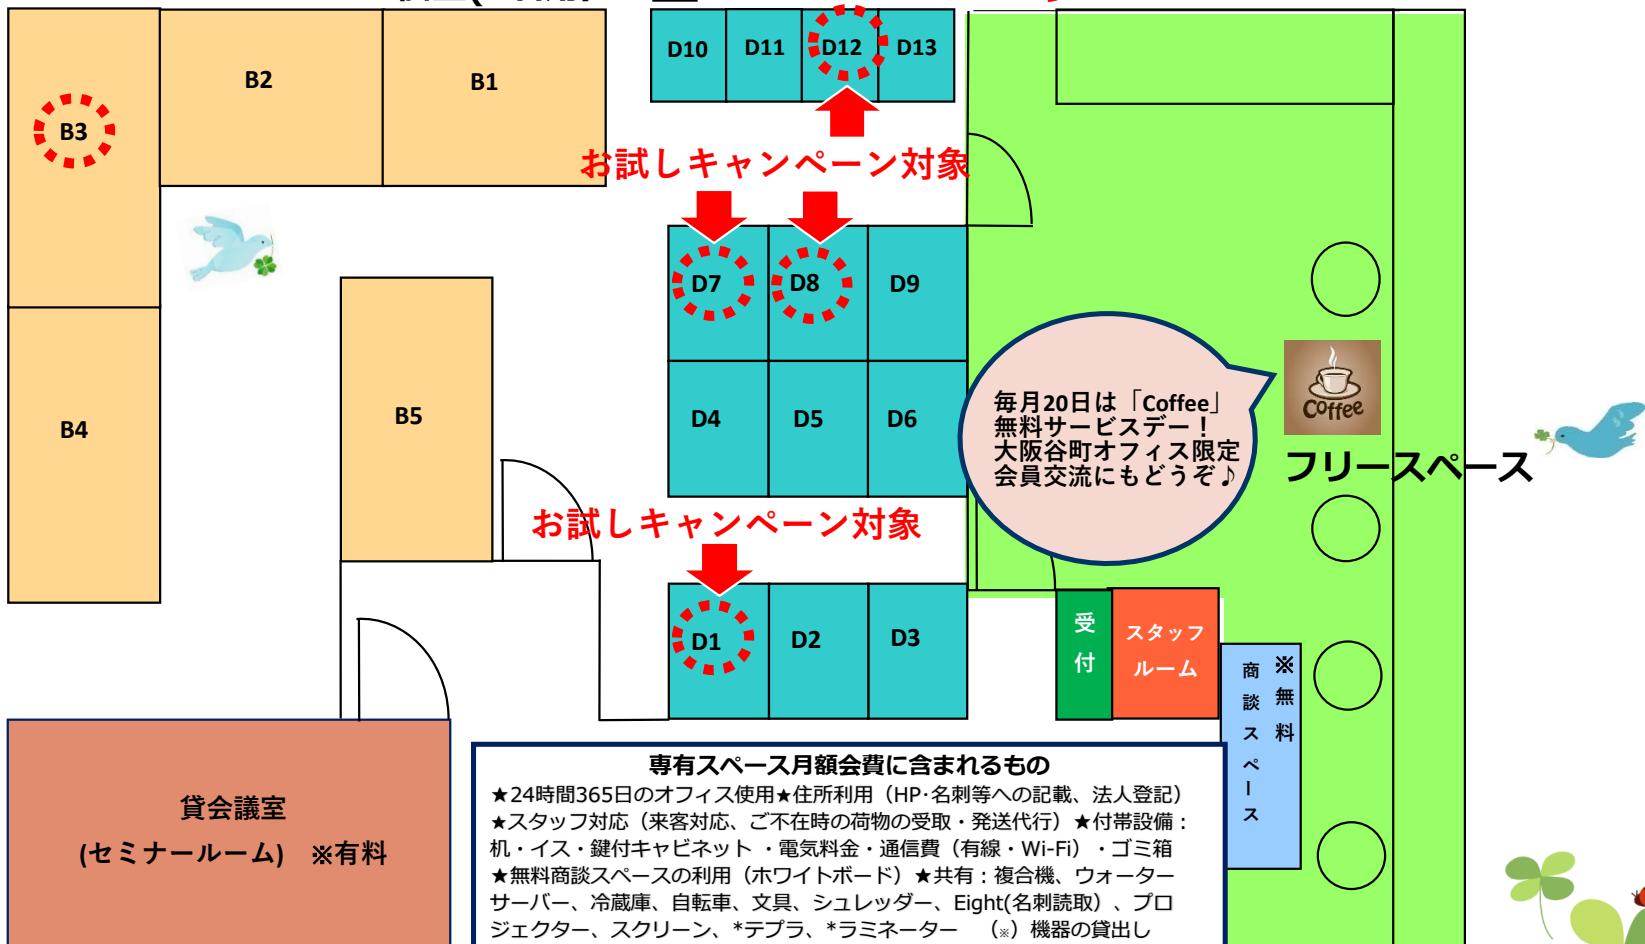 B3
B2
B1
D10
D11
D12
D13
お試しキャンペーン対象
D7
D8
D9
B4
B5
D4
D5
D6
毎月20日は「Coffee」
無料サービスデー！
大阪谷町オフィス限定
会員交流にもどうぞ♪
Coffee
フリースペース
お試しキャンペーン対象
D1
D2
D3
受付
スタッフ
ルーム
※無料
商談スペース
貸会議室
(セミナールーム)　※有料
専有スペース月額会費に含まれるもの
★24時間365日のオフィス使用★住所利用（HP･名刺等への記載、法人登記）
★スタッフ対応（来客対応、ご不在時の荷物の受取・発送代行）★付帯設備：
机・イス・鍵付キャビネット ・電気料金・通信費（有線・Wi-Fi）・ゴミ箱
★無料商談スペースの利用（ホワイトボード）★共有：複合機、ウォーター
サーバー、冷蔵庫、自転車、文具、シュレッダー、Eight(名刺読取）、プロ
ジェクター、スクリーン、*テプラ、*ラミネーター　（※）機器の貸出し